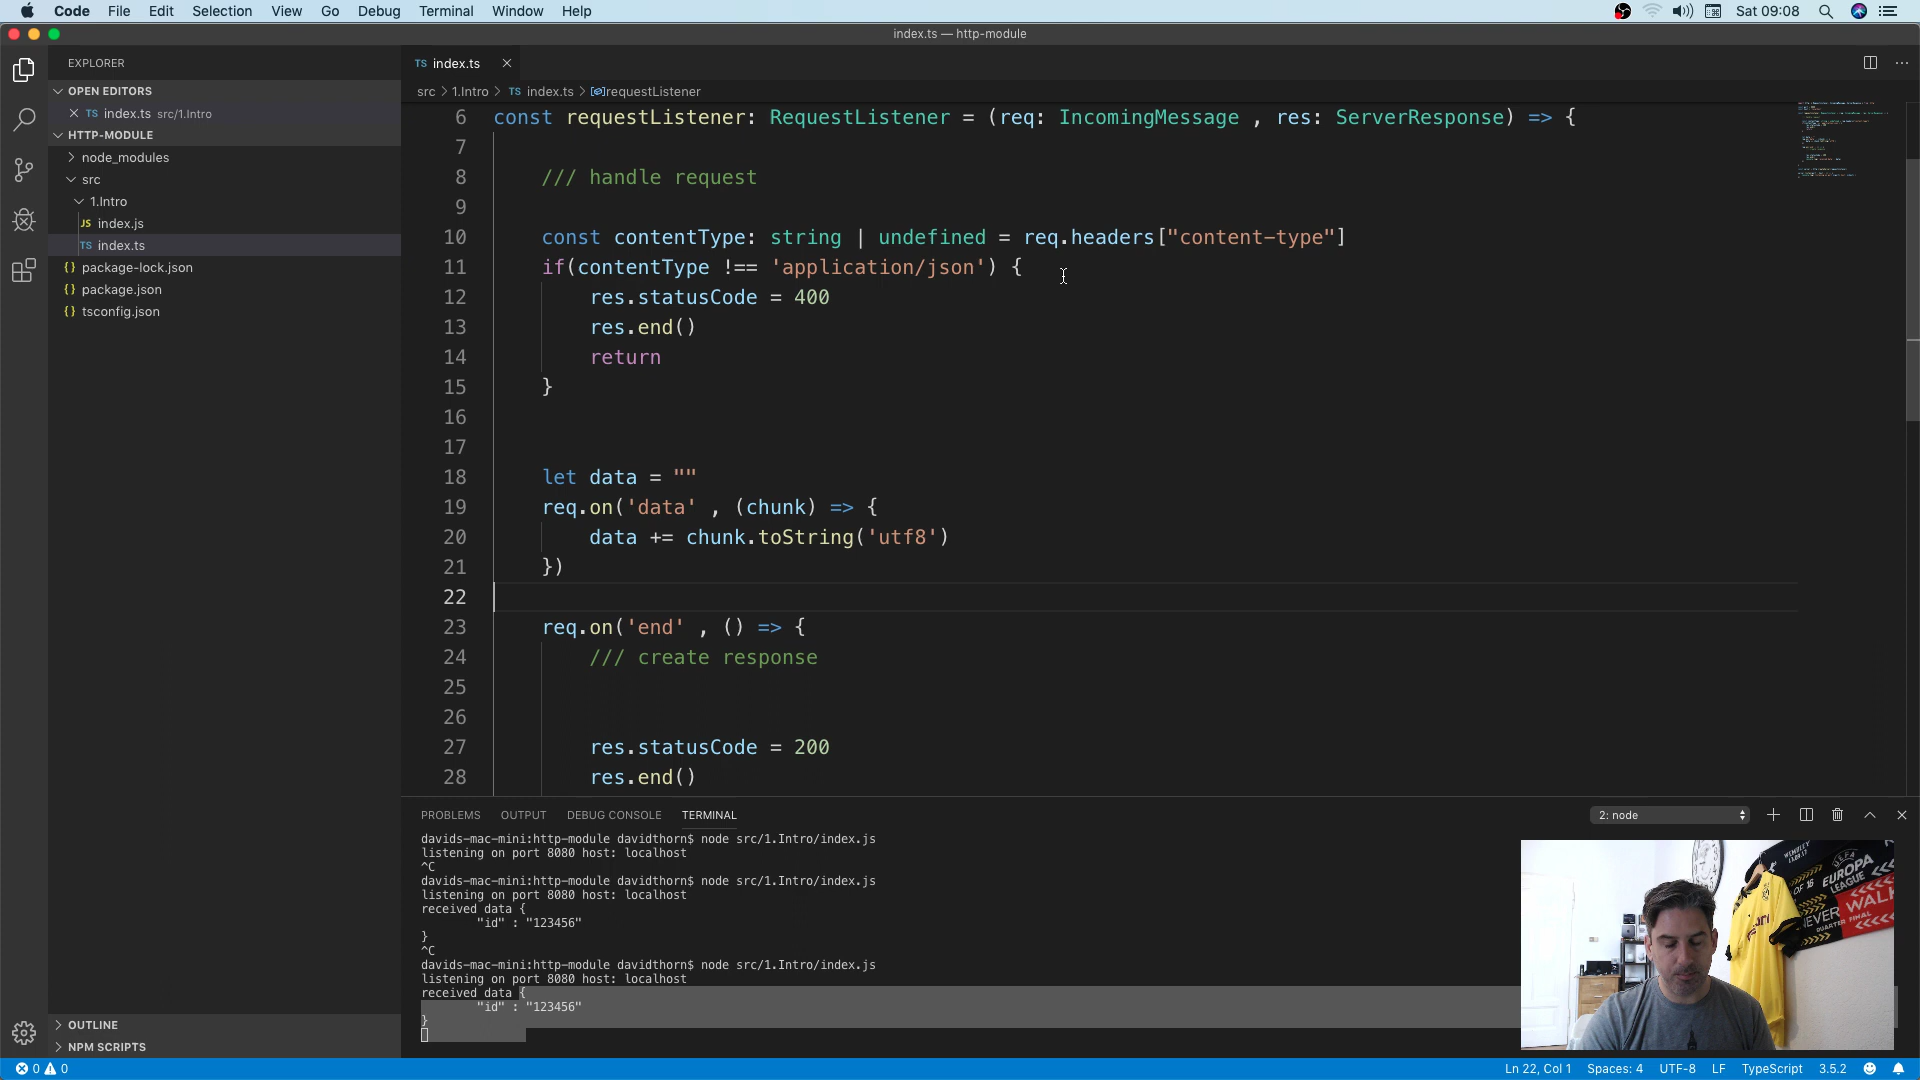 Code File Edit Selection View Go Debug Terminal Window Help
Sat 09:08
index.ts — http-module
EXPLORER
OPEN EDITORS
TS index.ts src/1.Intro
HTTP-MODULE
node_modules
src
1.Intro
JS index.js
TS index.ts
{} package-lock.json
{} package.json
{} tsconfig.json
OUTLINE
NPM SCRIPTS
TS index.ts
src > 1.Intro > TS index.ts > requestListener
6 const requestListener: RequestListener = (req: IncomingMessage , res: ServerResponse) => {
7
8 /// handle request
9
10 const contentType: string | undefined = req.headers["content-type"]
11 if(contentType !== 'application/json') {
12 res.statusCode = 400
13 res.end()
14 return
15 }
16
17
18 let data = ""
19 req.on('data' , (chunk) => {
20 data += chunk.toString('utf8')
21 })
22
23 req.on('end' , () => {
24 /// create response
25
26
27 res.statusCode = 200
28 res.end()
PROBLEMS OUTPUT DEBUG CONSOLE TERMINAL
2: node
davids-mac-mini:http-module davidthorn$ node src/1.Intro/index.js
listening on port 8080 host: localhost
^C
davids-mac-mini:http-module davidthorn$ node src/1.Intro/index.js
listening on port 8080 host: localhost
received data {
"id" : "123456"
}
^C
davids-mac-mini:http-module davidthorn$ node src/1.Intro/index.js
listening on port 8080 host: localhost
received data {
"id" : "123456"
}
WEMBLEY
OF 16 EUROPA
LEAGUE
NEVER WALK
QUARTER FINAL
0 0
Ln 22, Col 1 Spaces: 4 UTF-8 LF TypeScript 3.5.2